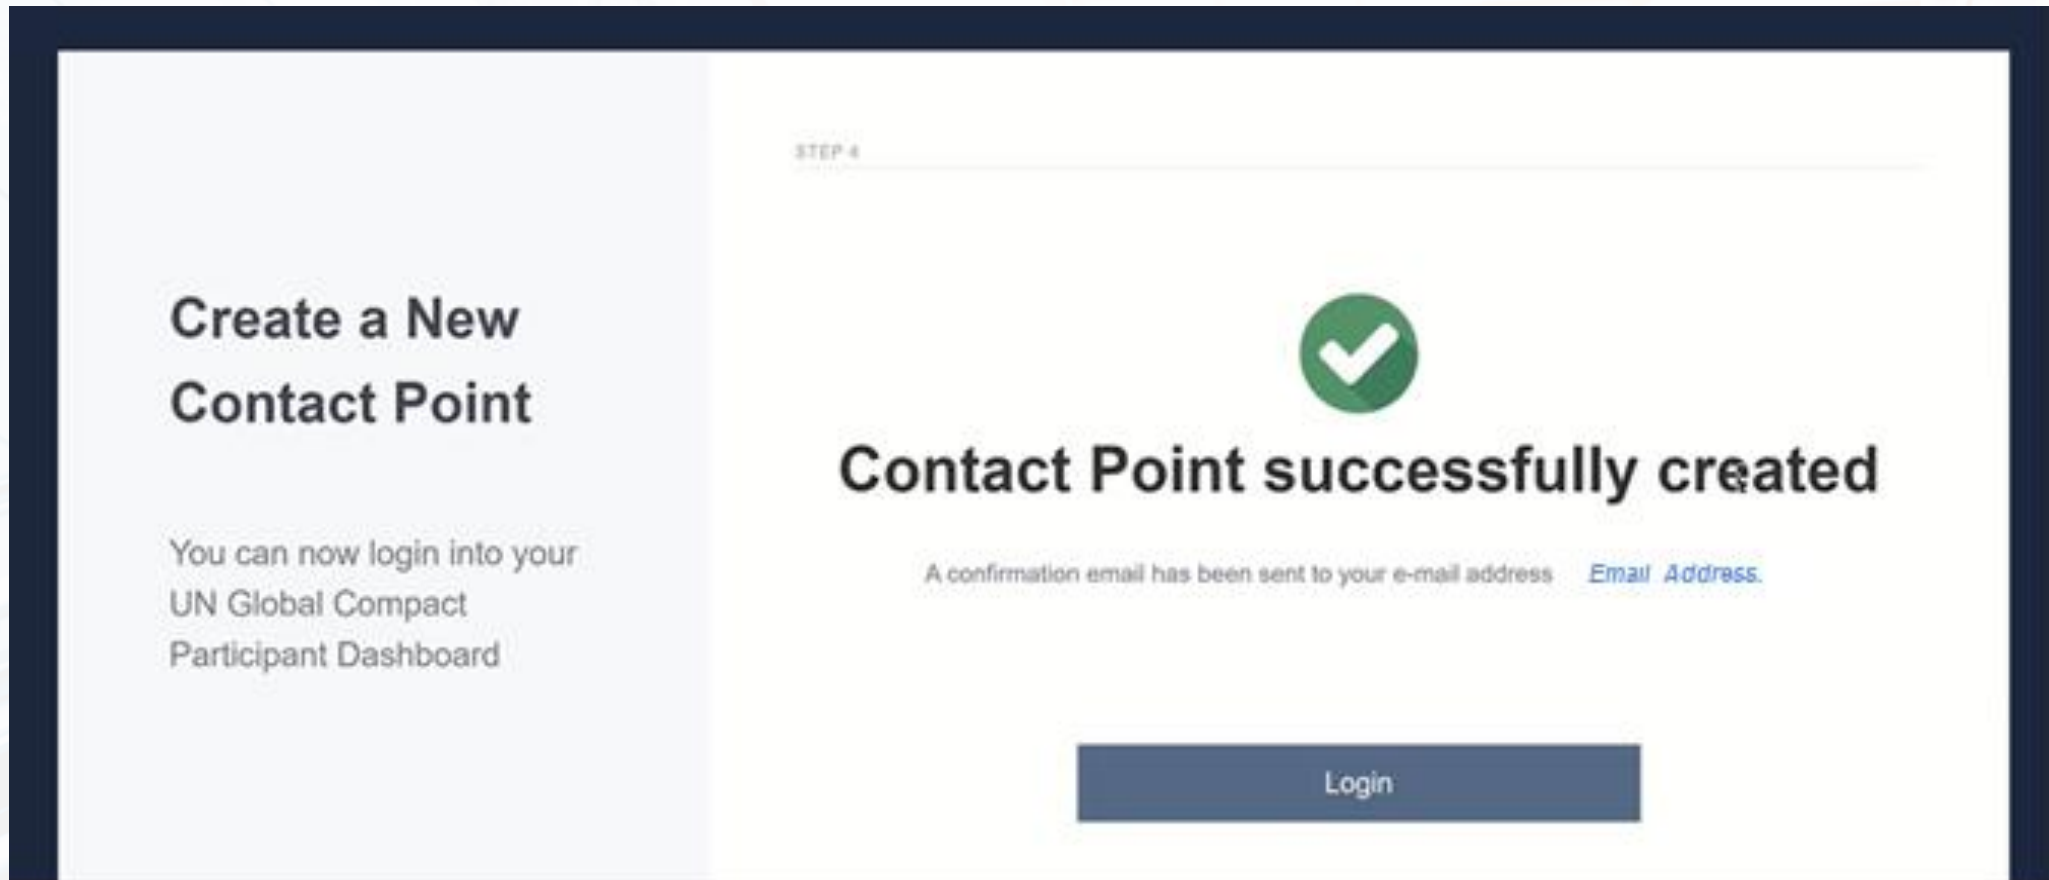 Create a New
Contact Point
You can now login into your
UN Global Compact
Participant Dashboard
STEP 4
Contact Point successfully created
A confirmation email has been sent to your e-mail address Email Address.
Login